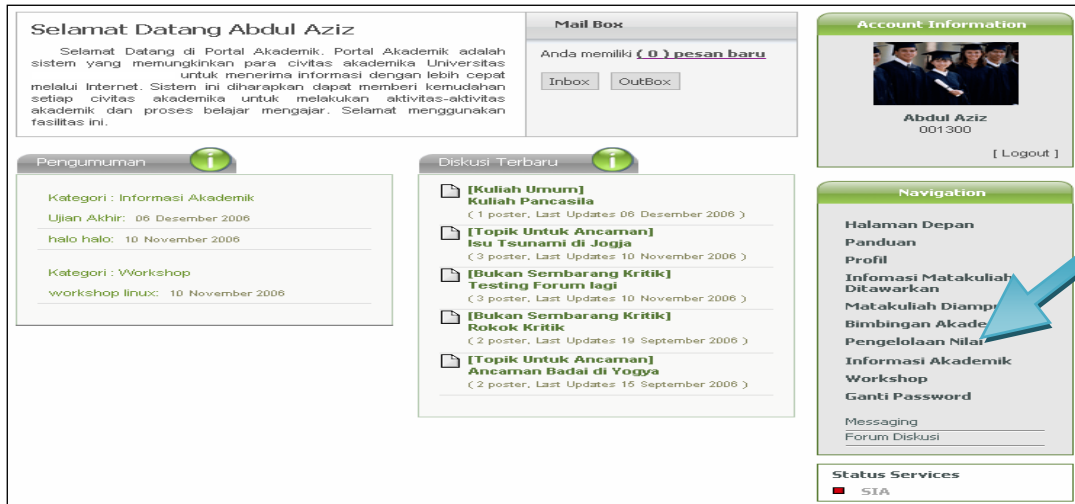 Selamat Datang Abdul Aziz
Selamat Datang di Portal Akademik. Portal Akademik adalah
sistem yang memungkinkan para civitas akademika Universitas
untuk menerima informasi dengan lebih cepat
melalui Internet. Sistem ini diharapkan dapat memberi kemudahan
setiap civitas akademika untuk melakukan aktivitas-aktivitas
akademik dan proses belajar mengajar. Selamat menggunakan
fasilitas ini.
Mail Box
Anda memiliki ( 0 ) pesan baru
Inbox OutBox
Pengumuman
Kategori : Informasi Akademik
Ujian Akhir: 06 Desember 2006
halo halo: 10 November 2006
Kategori : Workshop
workshop linux: 10 November 2006
Diskusi Terbaru
[Kuliah Umum]
Kuliah Pancasila
( 1 poster, Last Updates 06 Desember 2006 )
[Topik Untuk Ancaman]
Isu Tsunami di Jogja
( 3 poster, Last Updates 10 November 2006 )
[Bukan Sembarang Kritik]
Testing Forum lagi
( 3 poster, Last Updates 10 November 2006 )
[Bukan Sembarang Kritik]
Rokok Kritik
( 2 poster, Last Updates 19 September 2006 )
[Topik Untuk Ancaman]
Ancaman Badai di Yogya
( 2 poster, Last Updates 15 September 2006 )
Account Information
Abdul Aziz
001300
[ Logout ]
Navigation
Halaman Depan
Panduan
Profil
Infomasi Matakuliah
Ditawarkan
Matakuliah
Bimbingan
Pengelolaan Nilai
Informasi Akademik
Workshop
Ganti Password
Messaging
Forum Diskusi
Status Services
SIA